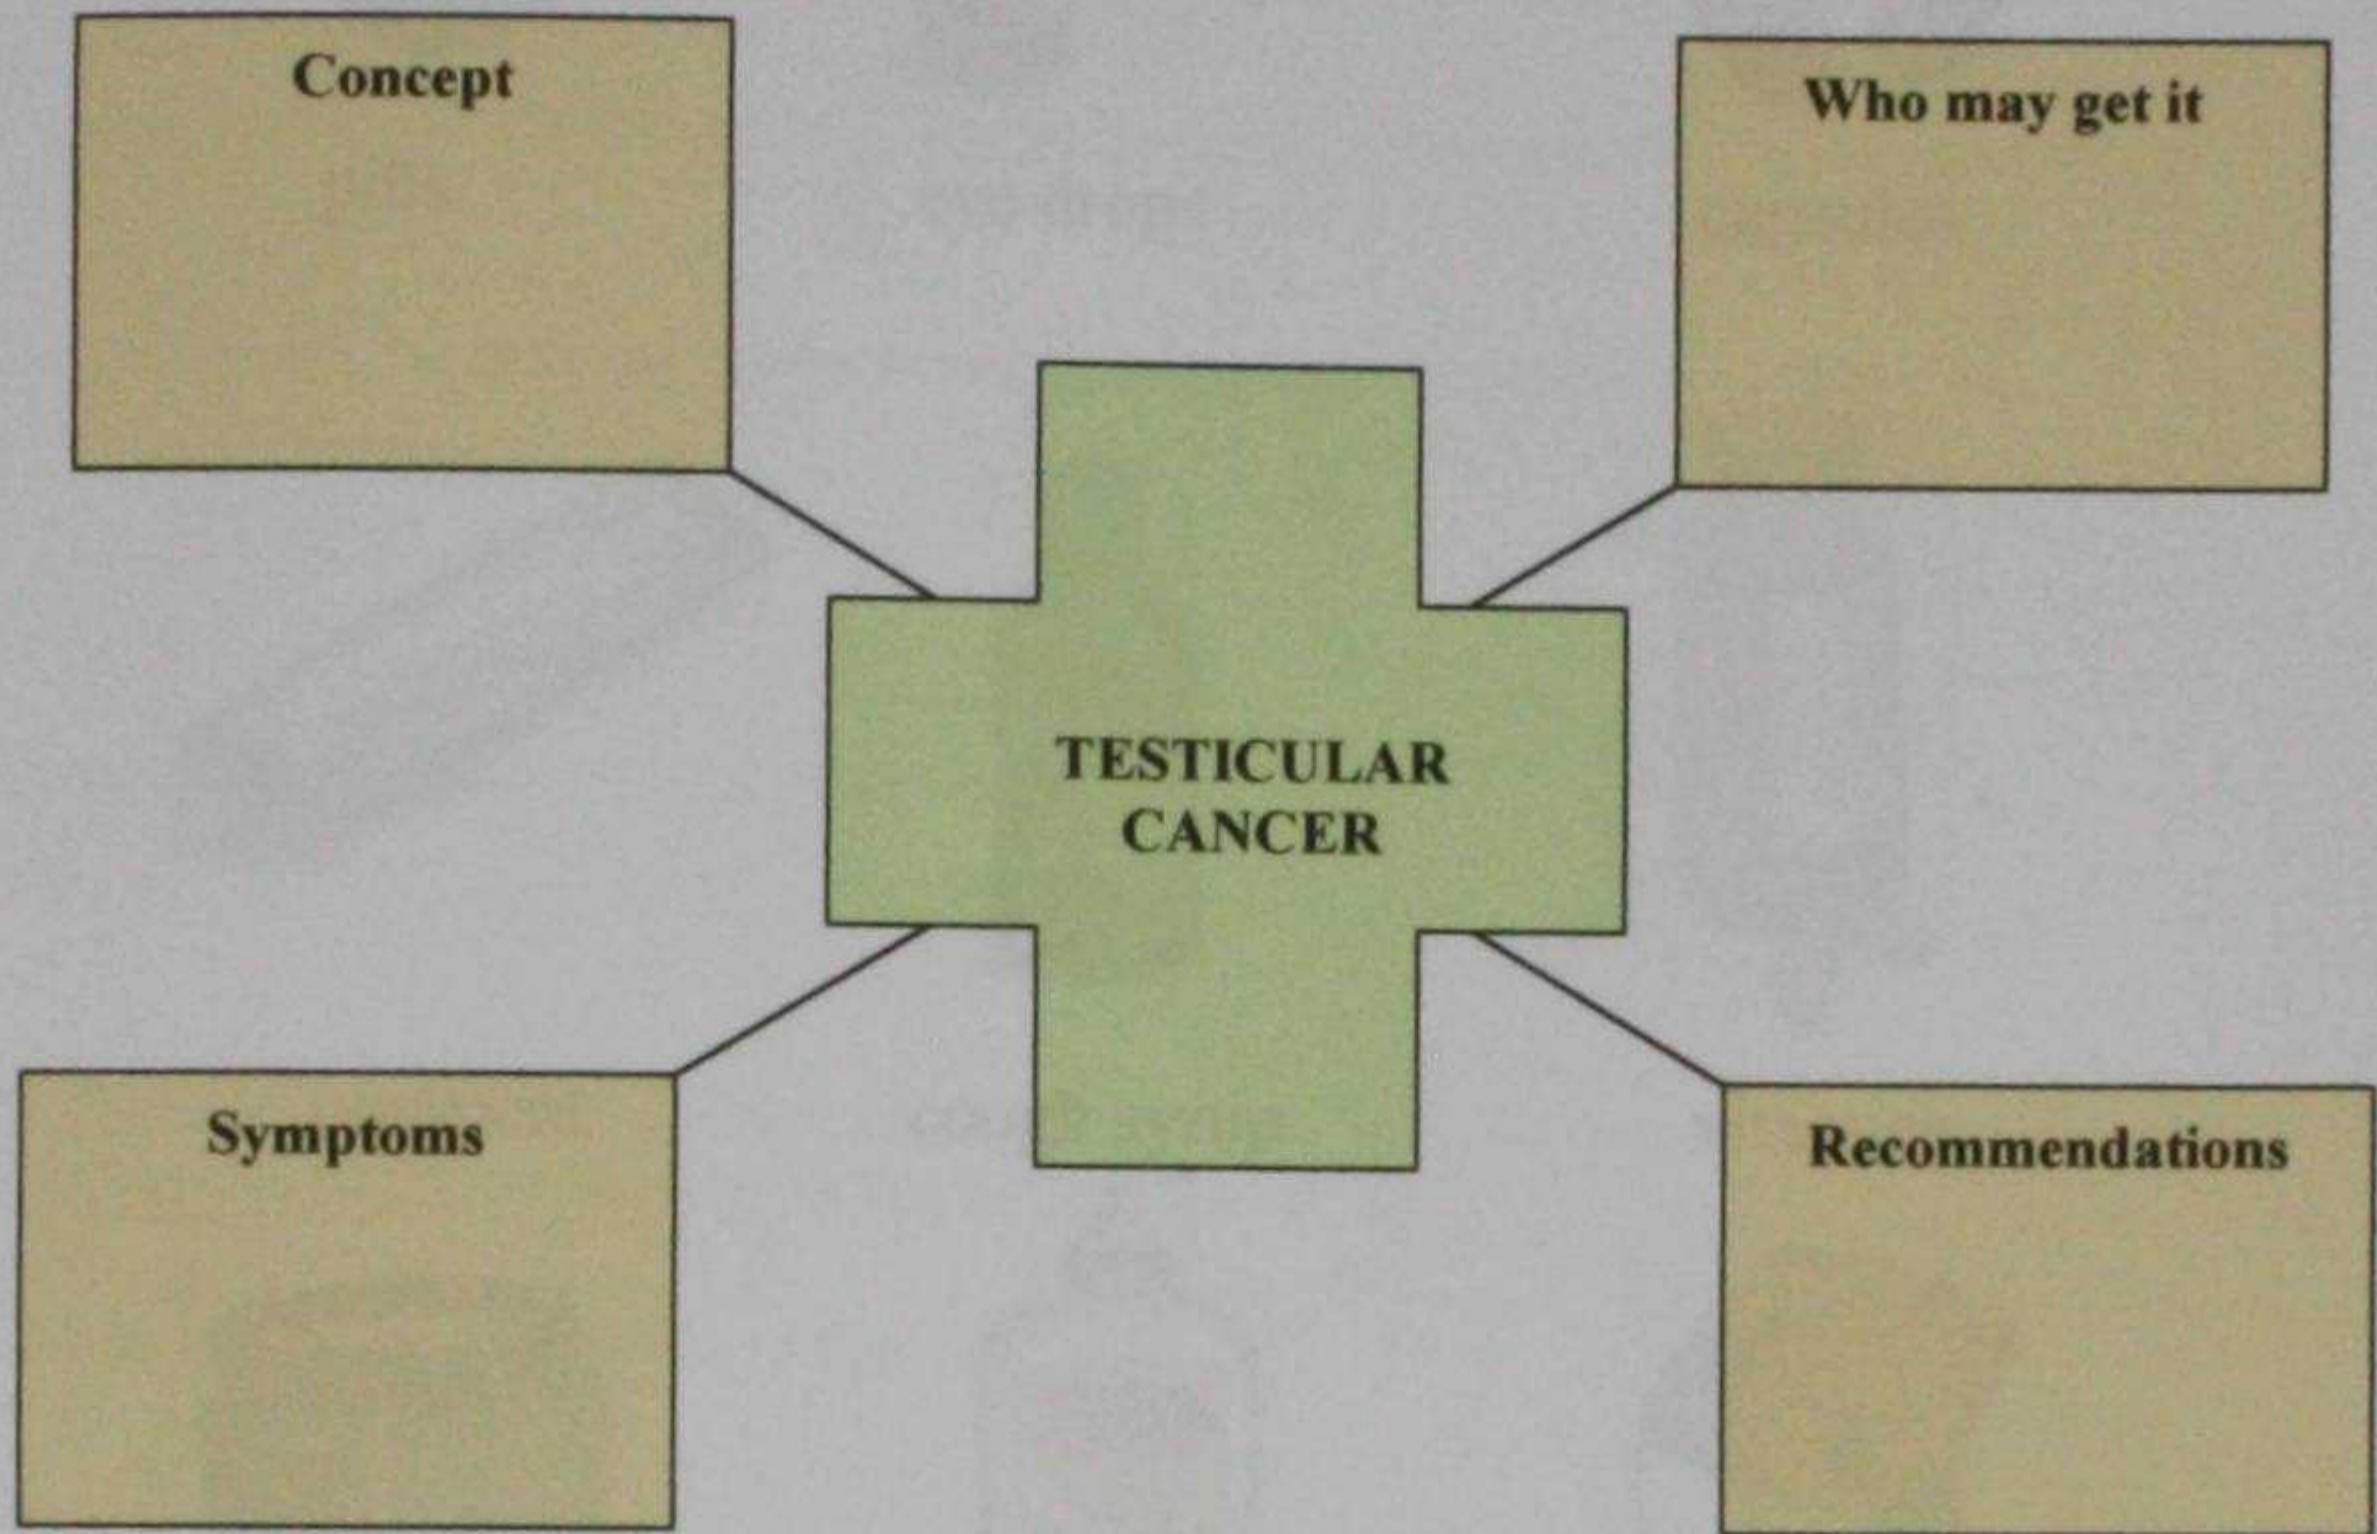 Concept
Who may get it
TESTICULAR
CANCER
Symptoms
Recommendations